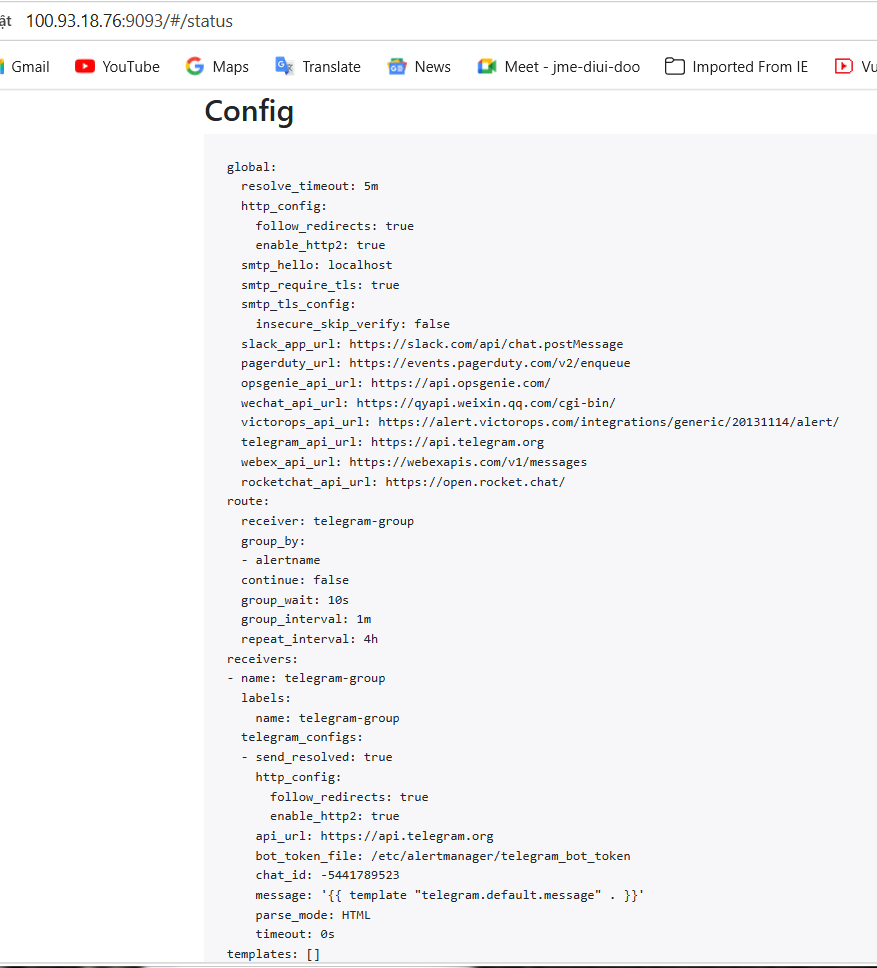 ật 100.93.18.76:9093/#/status
Gmail YouTube Maps Translate News Meet - jme-diui-doo Imported From IE Vu
Config
global:
  resolve_timeout: 5m
  http_config:
    follow_redirects: true
    enable_http2: true
  smtp_hello: localhost
  smtp_require_tls: true
  smtp_tls_config:
    insecure_skip_verify: false
  slack_app_url: https://slack.com/api/chat.postMessage
  pagerduty_url: https://events.pagerduty.com/v2/enqueue
  opsgenie_api_url: https://api.opsgenie.com/
  wechat_api_url: https://qyapi.weixin.qq.com/cgi-bin/
  victorops_api_url: https://alert.victorops.com/integrations/generic/20131114/alert/
  telegram_api_url: https://api.telegram.org
  webex_api_url: https://webexapis.com/v1/messages
  rocketchat_api_url: https://open.rocket.chat/
route:
  receiver: telegram-group
  group_by:
  - alertname
  continue: false
  group_wait: 10s
  group_interval: 1m
  repeat_interval: 4h
receivers:
- name: telegram-group
  labels:
    name: telegram-group
  telegram_configs:
  - send_resolved: true
    http_config:
      follow_redirects: true
      enable_http2: true
    api_url: https://api.telegram.org
    bot_token_file: /etc/alertmanager/telegram_bot_token
    chat_id: -5441789523
    message: '{{ template "telegram.default.message" . }}'
    parse_mode: HTML
    timeout: 0s
templates: []